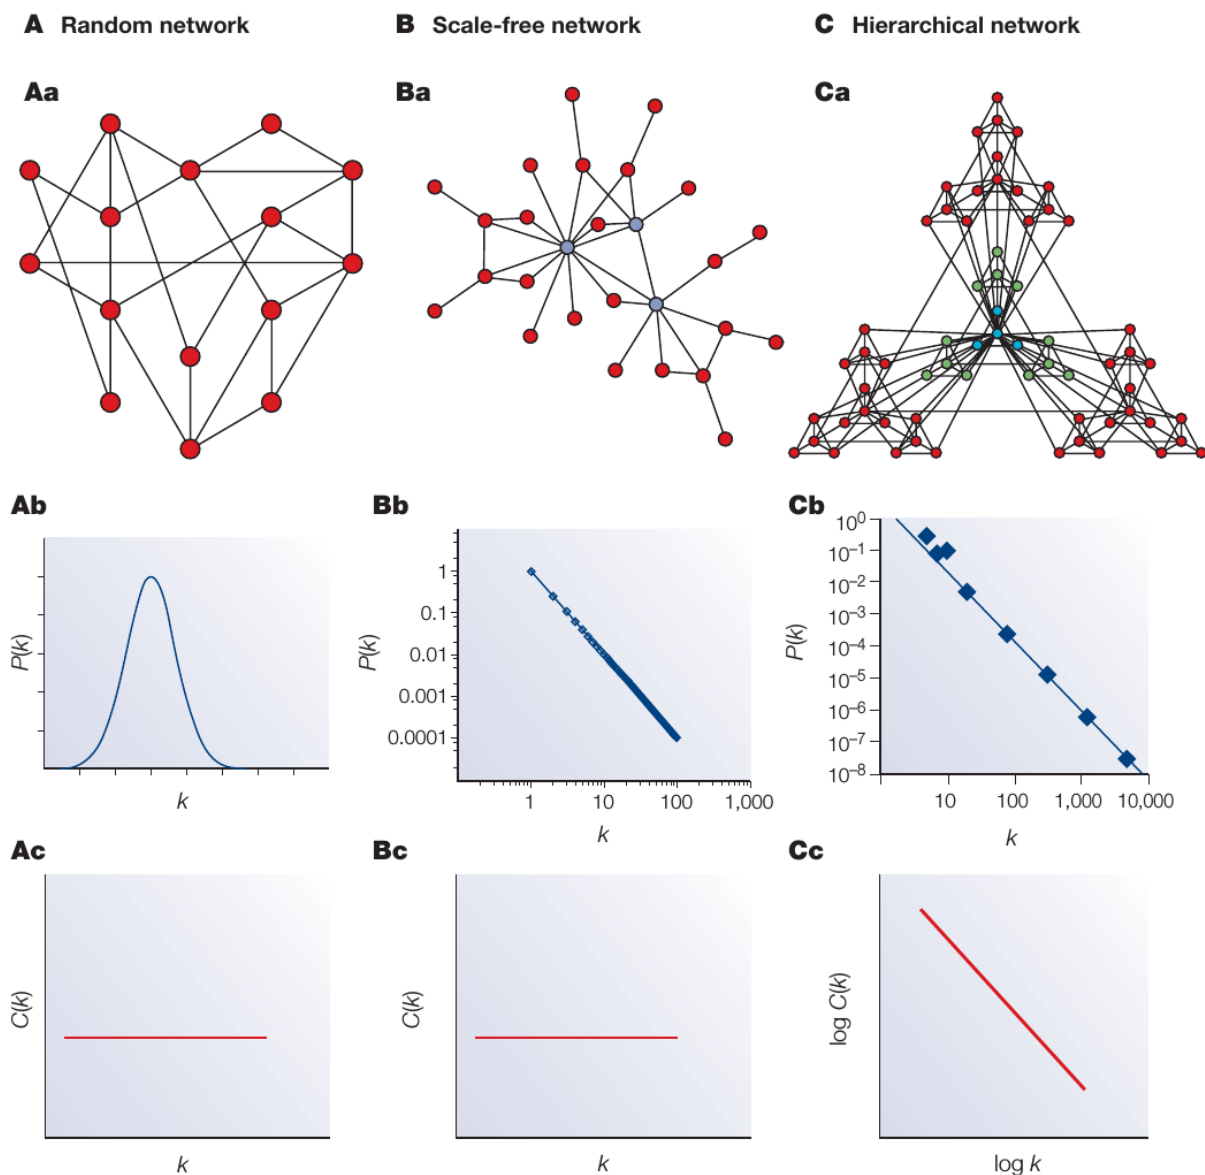 A Random network
B Scale-free network
C Hierarchical network
Aa
Ba
Ca
Ab
P(k)
k
Bb
1
0.1
0.01
0.001
0.0001
P(k)
1 10 100 1,000
k
Cb
10⁰
10⁻¹
10⁻²
10⁻³
10⁻⁴
10⁻⁵
10⁻⁶
10⁻⁷
10⁻⁸
P(k)
10 100 1,000 10,000
k
Ac
C(k)
k
Bc
C(k)
k
Cc
log C(k)
log k